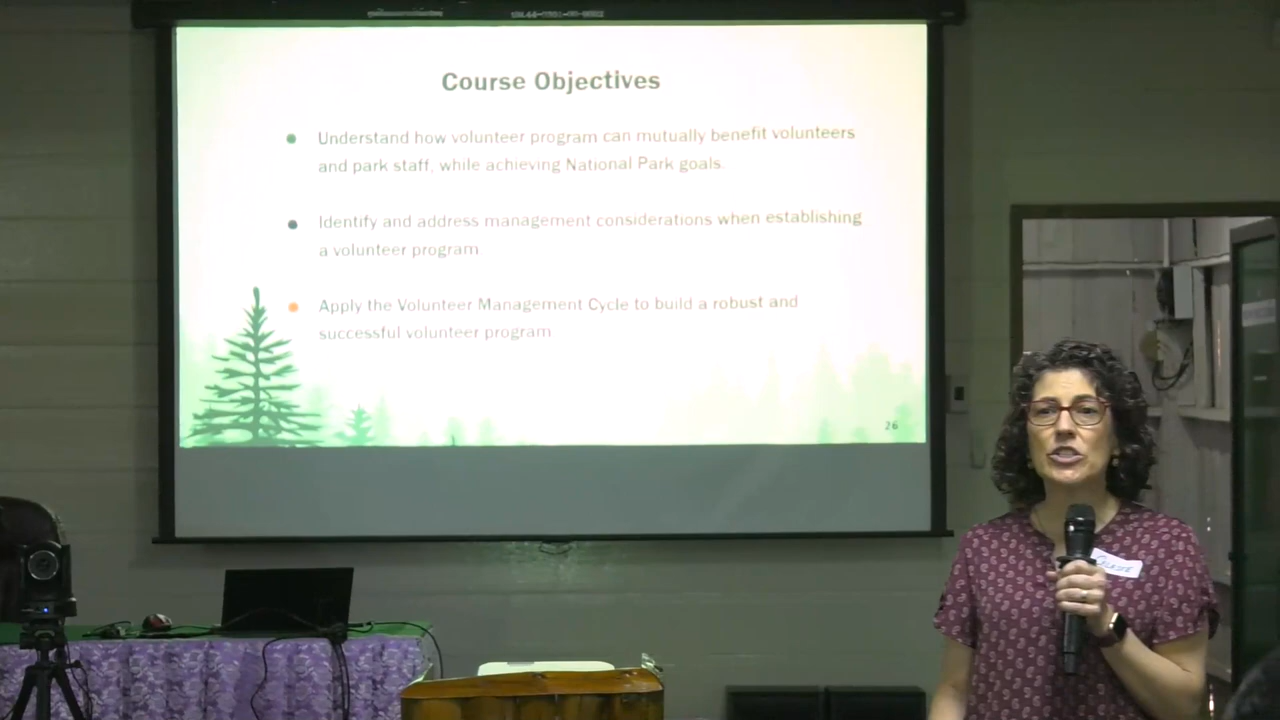 Course Objectives
Understand how volunteer program can mutually benefit volunteers
and park staff, while achieving National Park goals.
Identify and address management considerations when establishing
a volunteer program
Apply the Volunteer Management Cycle to build a robust and
successful volunteer program
26